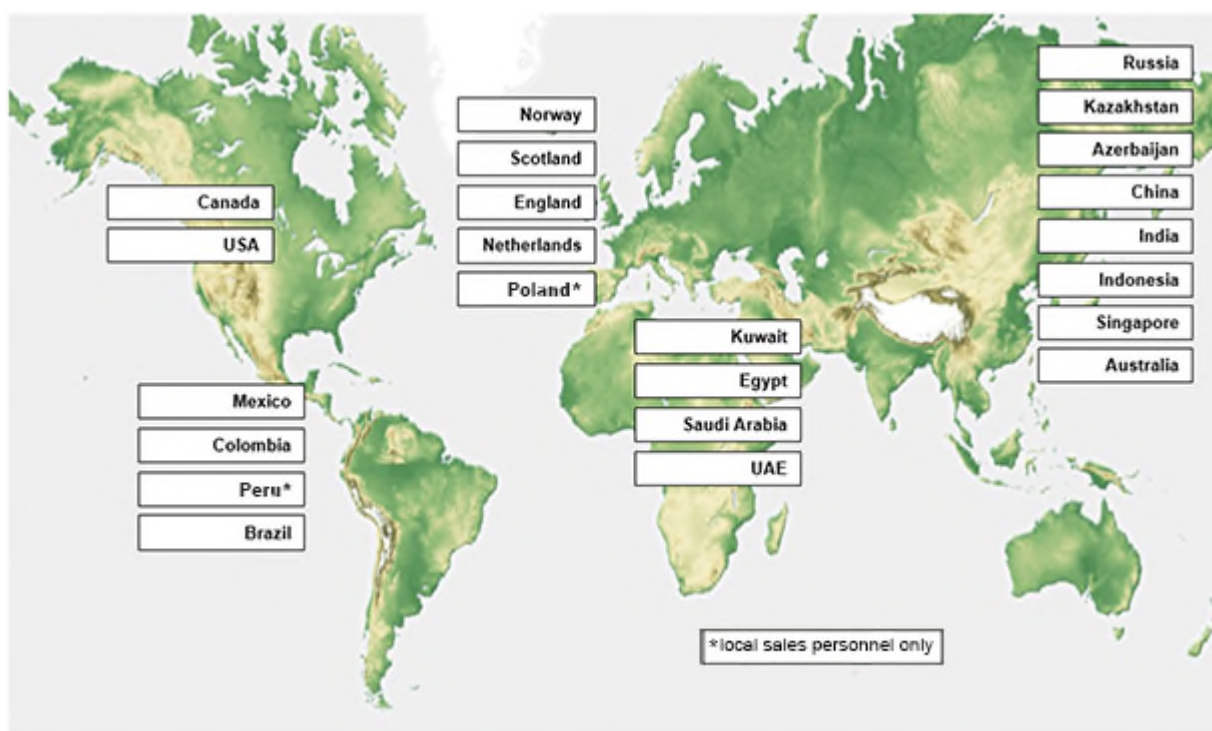 Canada
USA
Mexico
Colombia
Peru*
Brazil
Norway
Scotland
England
Netherlands
Poland*
Kuwait
Egypt
Saudi Arabia
UAE
Russia
Kazakhstan
Azerbaijan
China
India
Indonesia
Singapore
Australia
*local sales personnel only